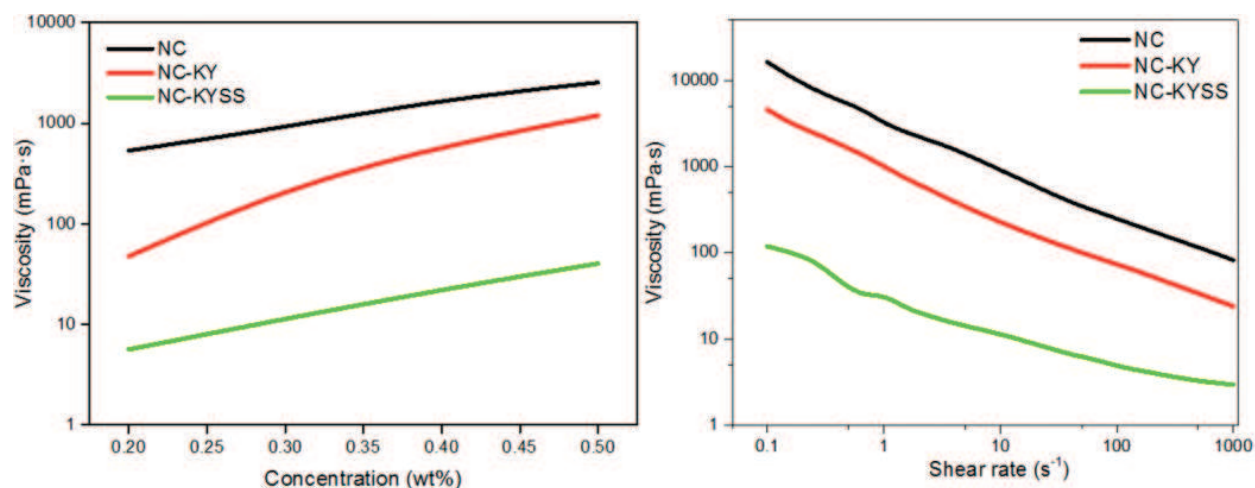 10000
1000
100
10
1
Viscosity (mPa·s)
NC
NC-KY
NC-KYSS
0.20 0.25 0.30 0.35 0.40 0.45 0.50
Concentration (wt%)
10000
1000
100
10
1
Viscosity (mPa·s)
NC
NC-KY
NC-KYSS
0.1 1 10 100 1000
Shear rate (s⁻¹)